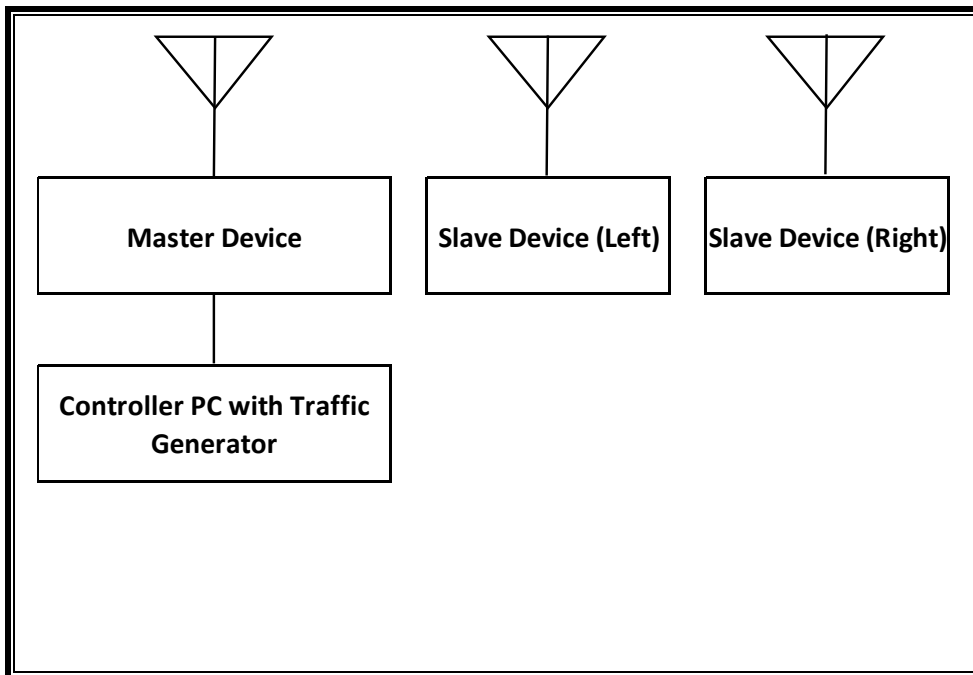 Master Device
Slave Device (Left)
Slave Device (Right)
Controller PC with Traffic
Generator